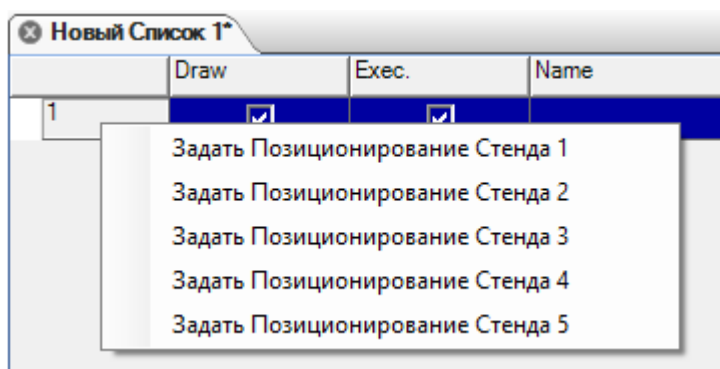 Новый Список 1*
Draw Exec. Name
1
Задать Позиционирование Стенда 1
Задать Позиционирование Стенда 2
Задать Позиционирование Стенда 3
Задать Позиционирование Стенда 4
Задать Позиционирование Стенда 5